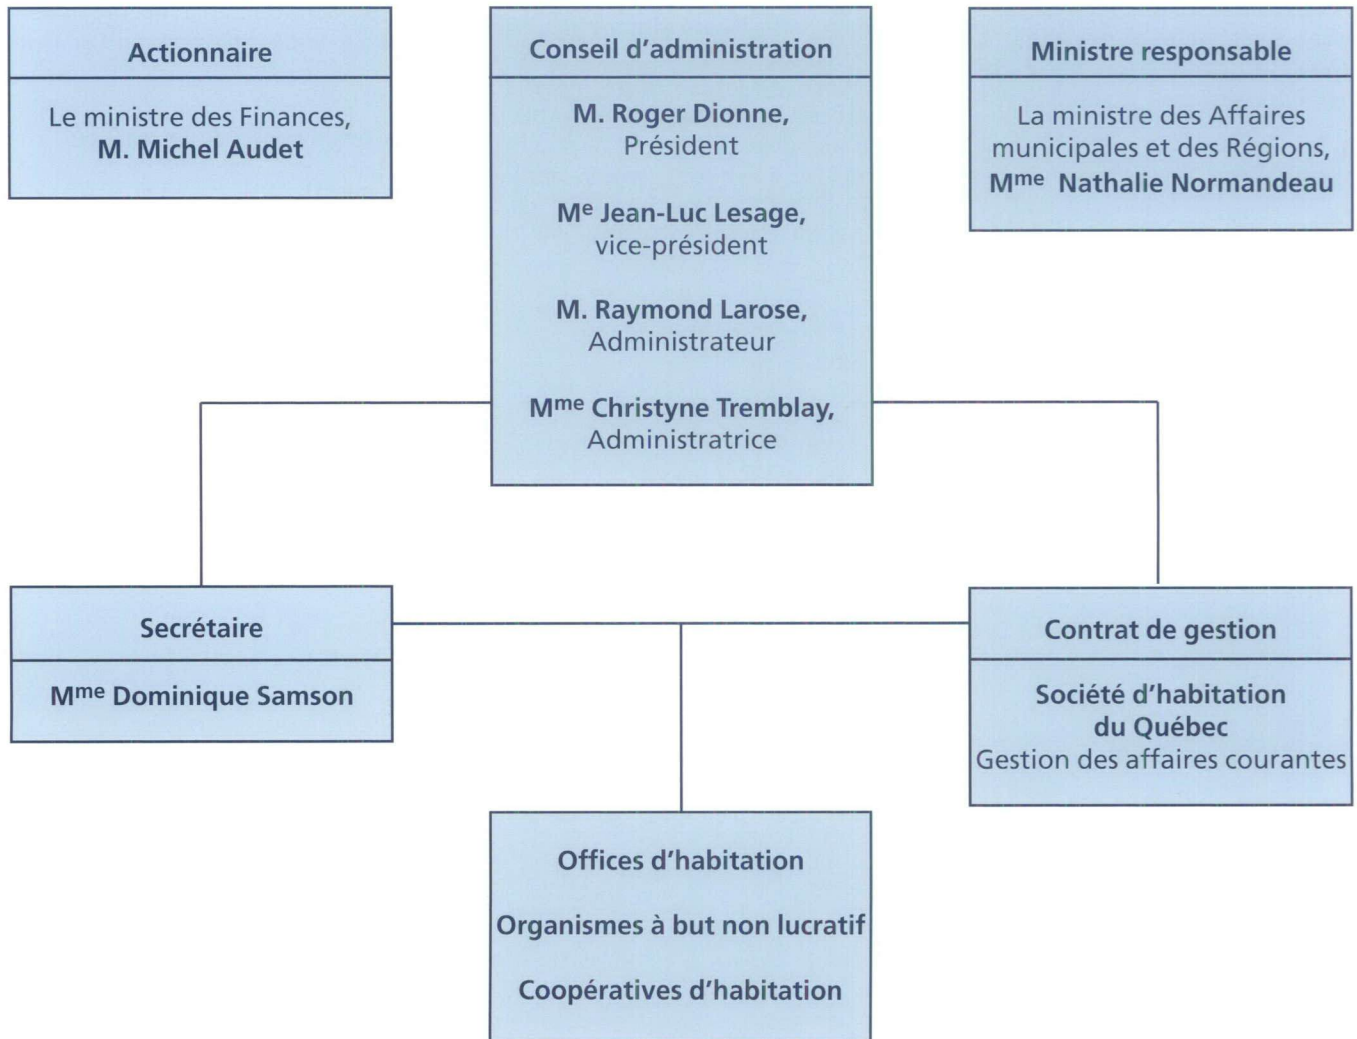 Actionnaire
Le ministre des Finances,
M. Michel Audet
Conseil d'administration
M. Roger Dionne,
Président
Me Jean-Luc Lesage,
vice-président
M. Raymond Larose,
Administrateur
Mme Christyne Tremblay,
Administratrice
Ministre responsable
La ministre des Affaires
municipales et des Régions,
Mme Nathalie Normandeau
Secrétaire
Mme Dominique Samson
Contrat de gestion
Société d'habitation
du Québec
Gestion des affaires courantes
Offices d'habitation
Organismes à but non lucratif
Coopératives d'habitation